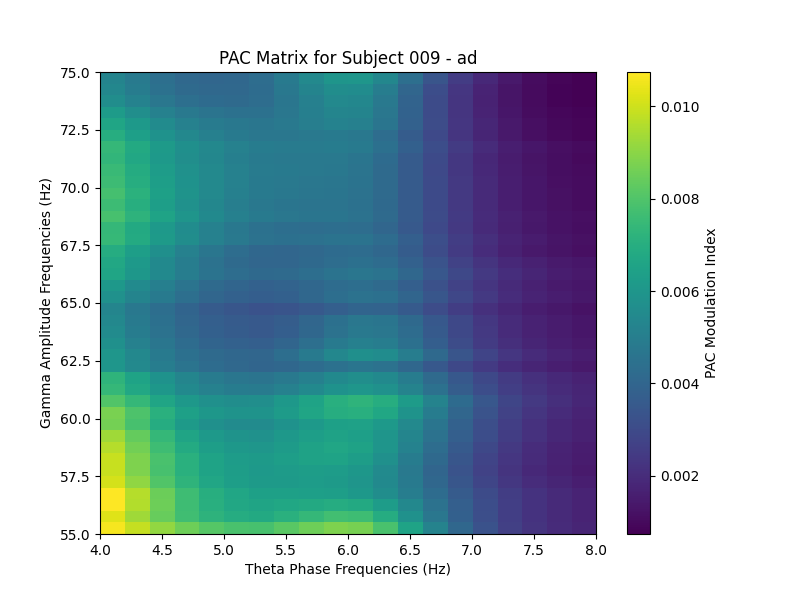 PAC Matrix for Subject 009 - ad
75.0
72.5
70.0
67.5
65.0
62.5
60.0
57.5
55.0
Gamma Amplitude Frequencies (Hz)
4.0 4.5 5.0 5.5 6.0 6.5 7.0 7.5 8.0
Theta Phase Frequencies (Hz)
0.010
0.008
0.006
0.004
0.002
PAC Modulation Index